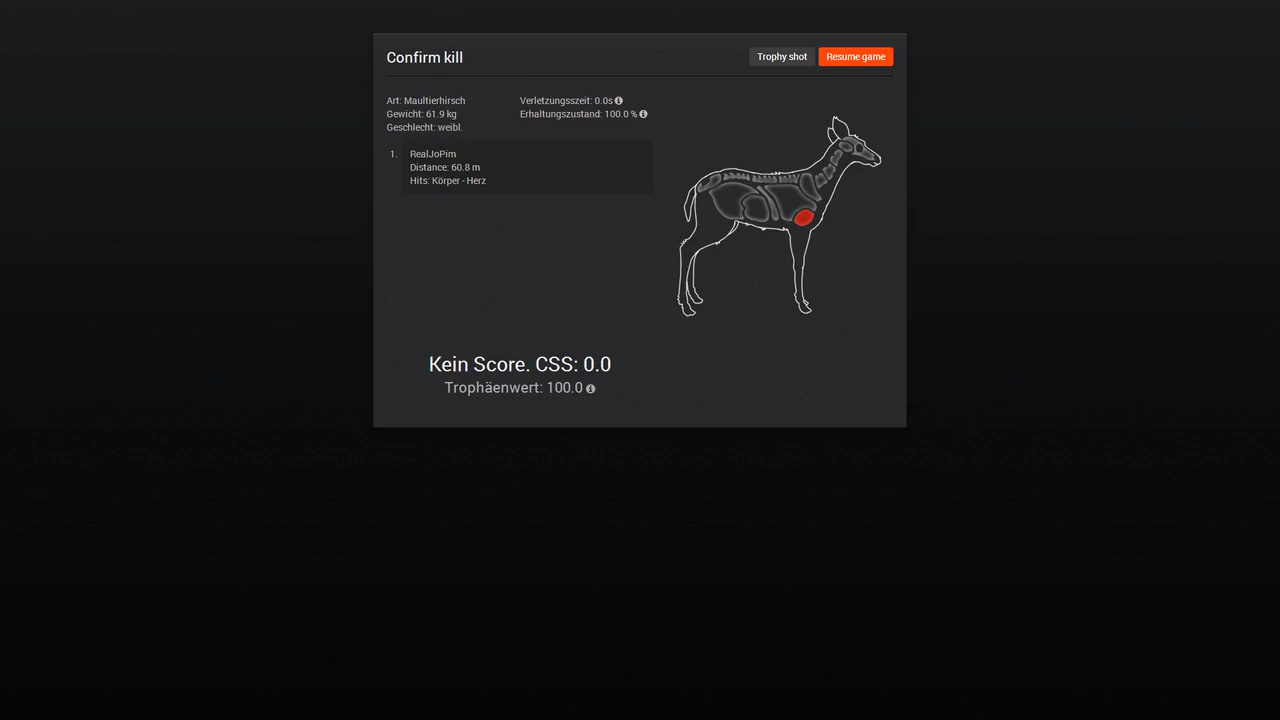 Confirm kill
Trophy shot
Resume game
Art: Maultierhirsch
Gewicht: 61.9 kg
Geschlecht: weibl.
Verletzungsszeit: 0.0s
Erhaltungszustand: 100.0 %
1.
RealJoPim
Distance: 60.8 m
Hits: Körper - Herz
Kein Score. CSS: 0.0
Trophäenwert: 100.0